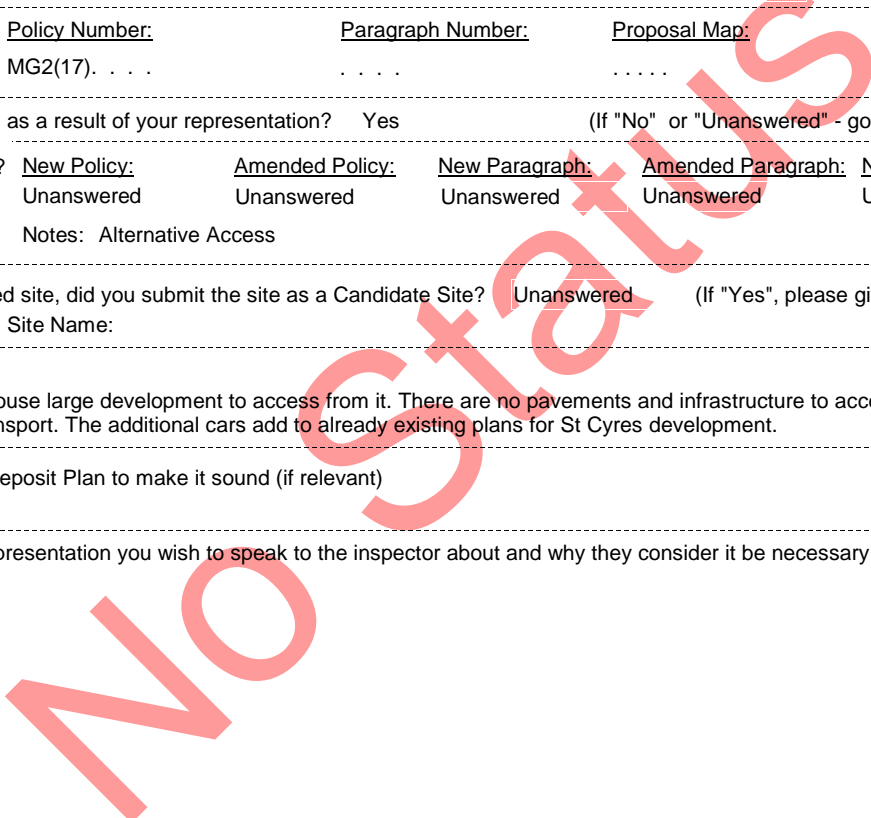 Policy Number: Paragraph Number: Proposal Map:
MG2(17). . . . . . . . . . . . .
as a result of your representation? Yes (If "No" or "Unanswered" - go
? New Policy: Amended Policy: New Paragraph: Amended Paragraph: N
Unanswered Unanswered Unanswered Unanswered U
Notes: Alternative Access
ed site, did you submit the site as a Candidate Site? Unanswered (If "Yes", please gi
Site Name:
ouse large development to access from it. There are no pavements and infrastructure to acce
nsport. The additional cars add to already existing plans for St Cyres development.
eposit Plan to make it sound (if relevant)
presentation you wish to speak to the inspector about and why they consider it be necessary
No Status